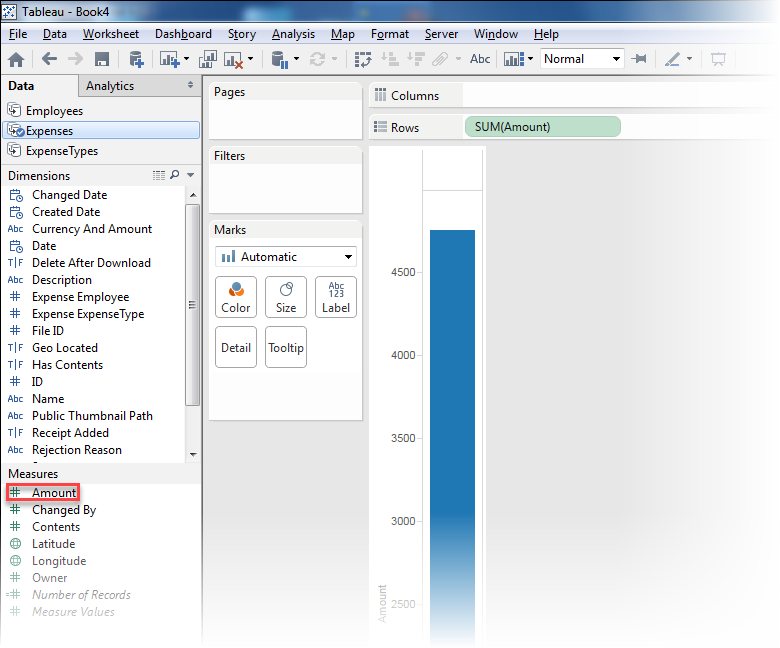 Tableau - Book4
File Data Worksheet Dashboard Story Analysis Map Format Server Window Help
Abc Normal
Data Analytics
Employees
Expenses
ExpenseTypes
Dimensions
Changed Date
Created Date
Abc Currency And Amount
Date
T|F Delete After Download
Abc Description
# Expense Employee
# Expense ExpenseType
# File ID
T|F Geo Located
T|F Has Contents
# ID
Abc Name
Abc Public Thumbnail Path
T|F Receipt Added
Abc Rejection Reason
Measures
# Amount
# Changed By
# Contents
Latitude
Longitude
# Owner
=# Number of Records
# Measure Values
Pages
Filters
Marks
Automatic
Color
Size
Abc
123
Label
Detail
Tooltip
Columns
Rows SUM(Amount)
4500
4000
3500
3000
2500
Amount